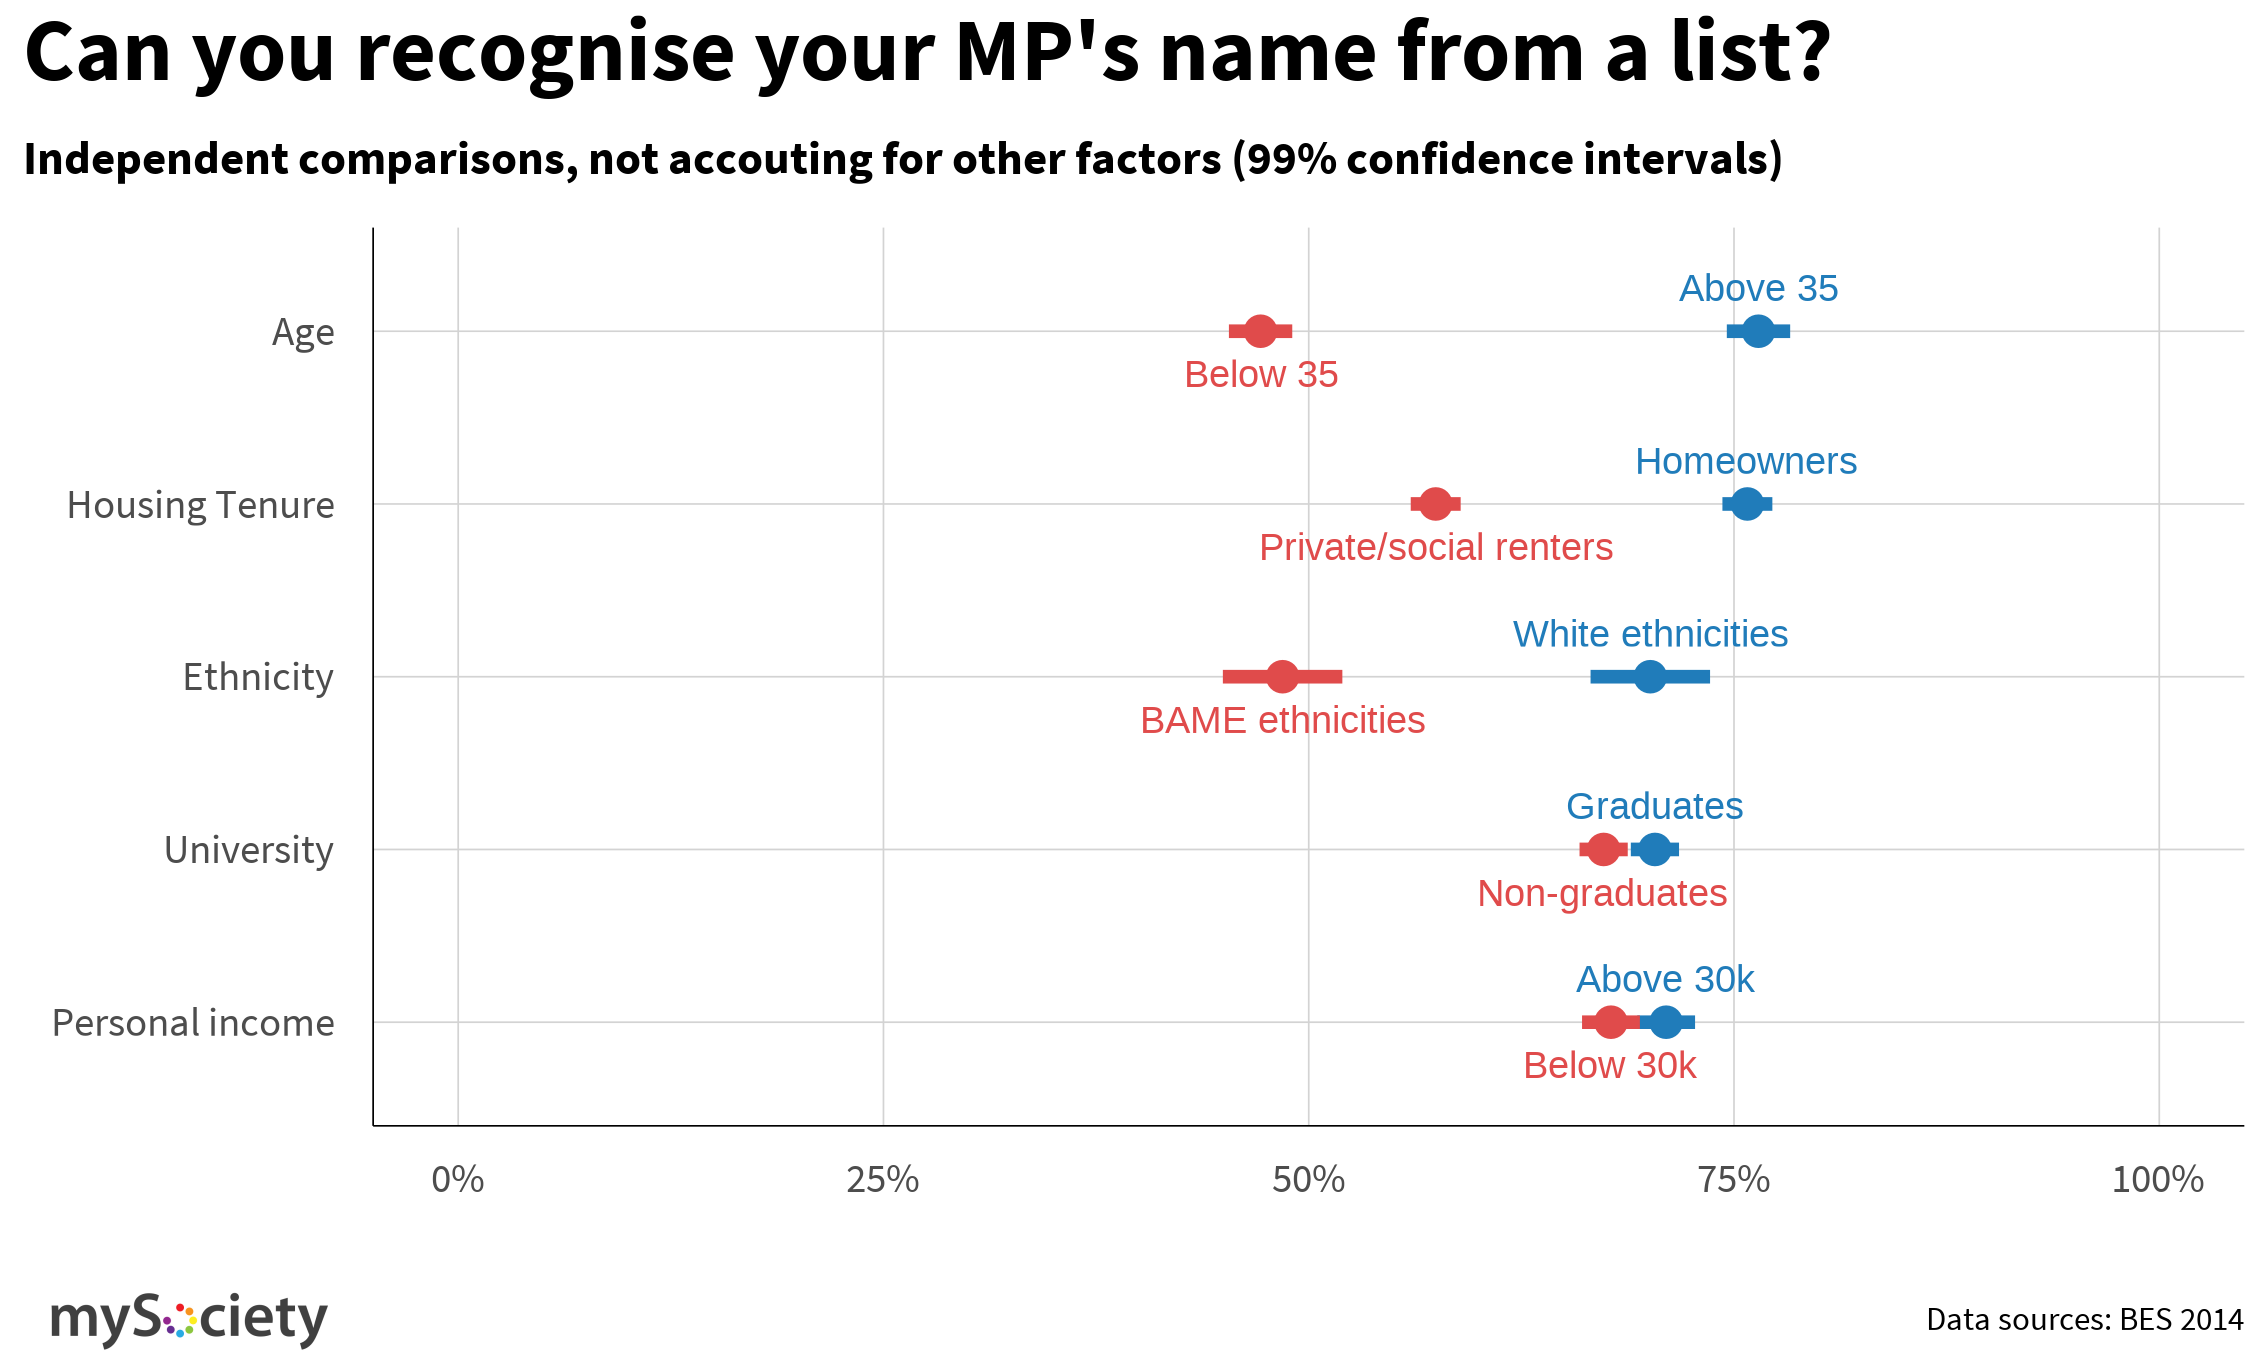 Can you recognise your MP's name from a list?
Independent comparisons, not accouting for other factors (99% confidence intervals)
Above 35
Age
Below 35
Homeowners
Housing Tenure
Private/social renters
White ethnicities
Ethnicity
BAME ethnicities
Graduates
University
Non-graduates
Above 30k
Personal income
Below 30k
0% 25% 50% 75% 100%
mySociety
Data sources: BES 2014